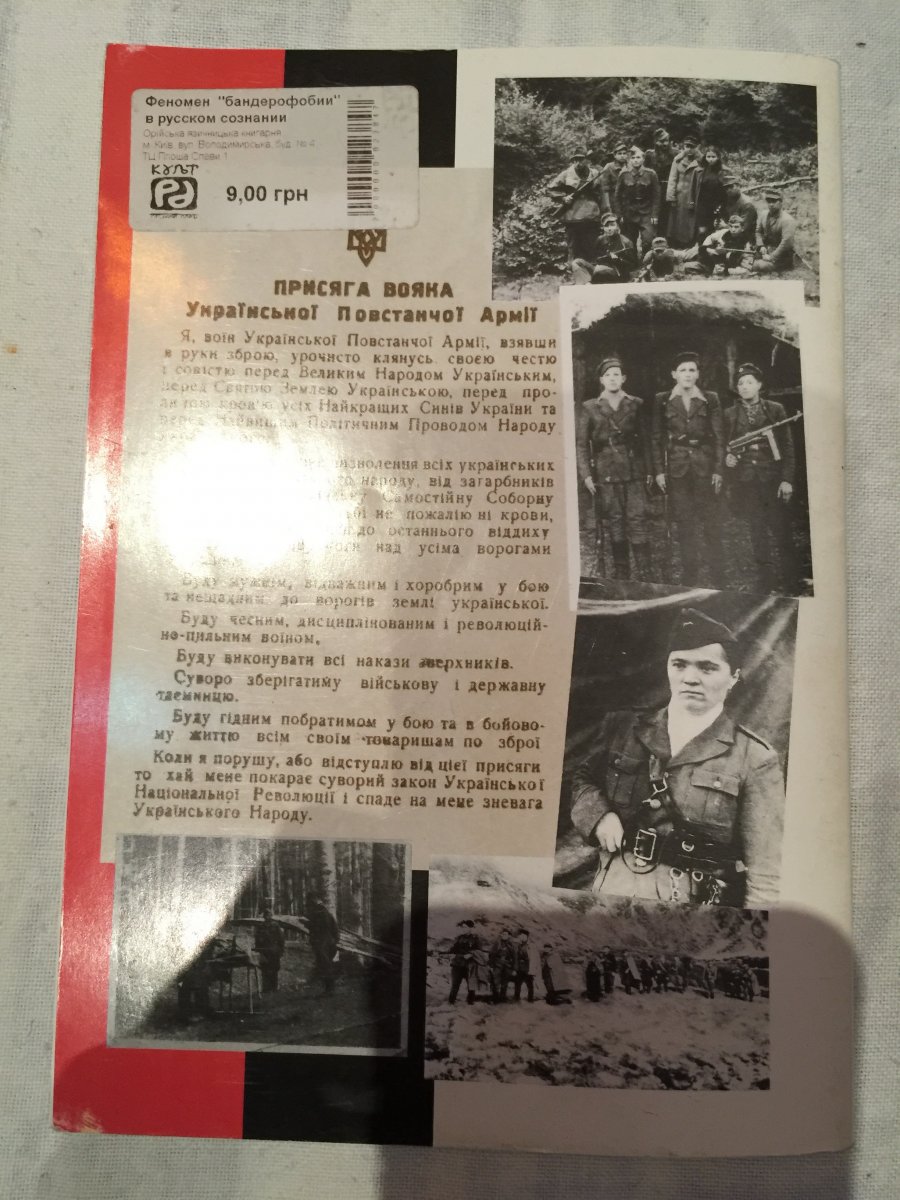 Феномен "бандерофобии"
в русском сознании
Орійська язичницька книгарня
м. Київ, вул. Володимирська, буд. № 4
ТЦ Площа Слави 1
КУЛЬТ
9,00 грн
ПРИСЯГА ВОЯКА
Української Повстанчої Армії
Я, воїн Української Повстанчої Армії, взявши
в руки зброю, урочисто клянусь своєю честю
і совістю перед Великим Народом Українським,
перед Святою Землею Українською, перед про-
литою кров'ю усіх Найкращих Синів України та
перед Найвищим Політичним Проводом Народу
визволення всіх українських
народу, від загарбників
Самостійну Соборну
не пожалію ні крови,
до останнього віддиху
над усіма ворогами
Буду мужнім, відважним і хоробрим у бою
та нещадним до ворогів землі української.
Буду чесним, дисциплінованим і революцій-
но-пильним воїном.
Буду виконувати всі накази зверхників.
Суворо зберігатиму військову і державну
таємницю.
Буду гідним побратимом у бою та в бойово-
му життю всім своїм товаришам по зброї
Коли я порушу, або відступлю від цієї присяги
то хай мене покарає суворий закон Української
Національної Революції і спаде на мене зневага
Українського Народу.